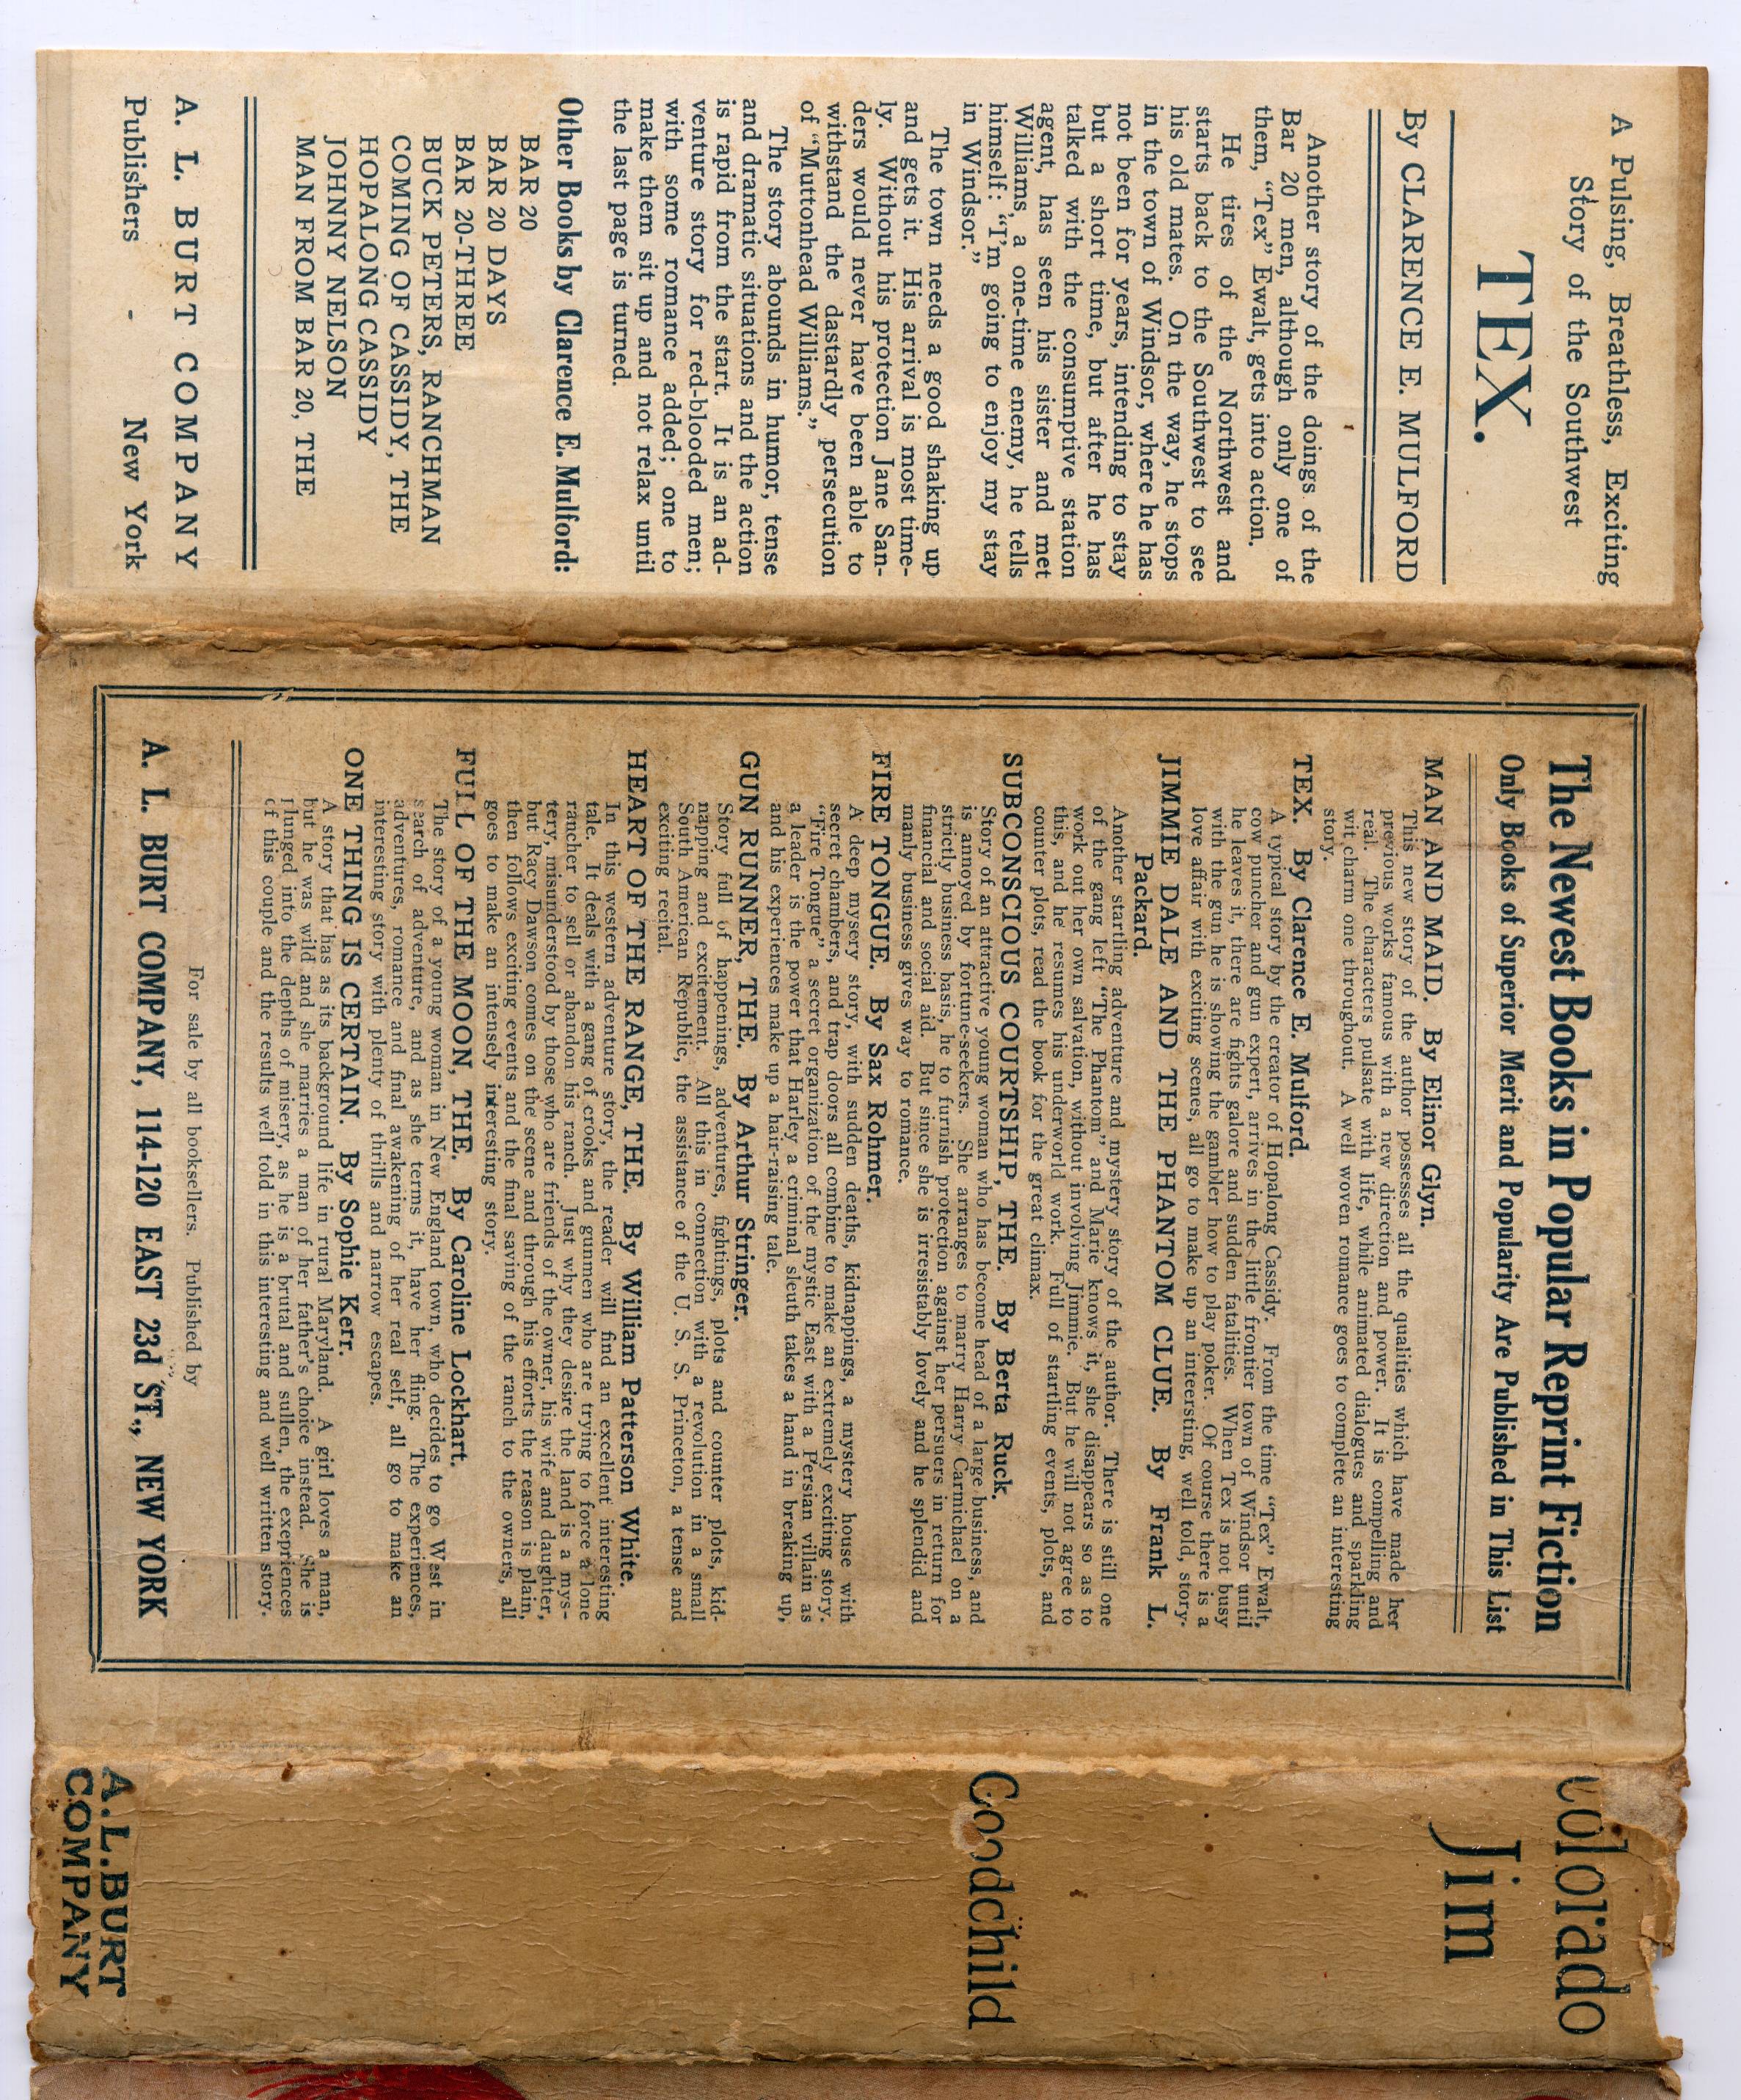 A Pulsing, Breathless, Exciting
Story of the Southwest
TEX.
By CLARENCE E. MULFORD
Another story of the doings of the
Bar 20 men, although only one of
them, “Tex” Ewalt, gets into action.
He tires of the Northwest and
starts back to the Southwest to see
his old mates. On the way, he stops
in the town of Windsor, where he has
not been for years, intending to stay
but a short time, but after he has
talked with the consumptive station
agent, has seen his sister and met
Williams, a one-time enemy, he tells
himself: “I’m going to enjoy my stay
in Windsor.”
The town needs a good shaking up
and gets it. His arrival is most time-
ly. Without his protection Jane San-
ders would never have been able to
withstand the dastardly persecution
of “Muttonhead Williams.”
The story abounds in humor, tense
and dramatic situations and the action
is rapid from the start. It is an ad-
venture story for red-blooded men;
with some romance added; one to
make them sit up and not relax until
the last page is turned.
Other Books by Clarence E. Mulford:
BAR 20
BAR 20 DAYS
BAR 20-THREE
BUCK PETERS, RANCHMAN
COMING OF CASSIDY, THE
HOPALONG CASSIDY
JOHNNY NELSON
MAN FROM BAR 20, THE
A. L. BURT COMPANY
Publishers - New York
The Newest Books in Popular Reprint Fiction
Only Books of Superior Merit and Popularity Are Published in This List
MAN AND MAID. By Elinor Glyn.
This new story of the author possesses all the qualities which have made her
previous works famous with a new direction and power. It is compelling and
real. The characters pulsate with life, while animated dialogues and sparkling
wit charm one throughout. A well woven romance goes to complete an interesting
story.
TEX. By Clarence E. Mulford.
A typical story by the creator of Hopalong Cassidy. From the time “Tex” Ewalt,
cow puncher and gun expert, arrives in the little frontier town of Windsor until
he leaves it, there are fights galore and sudden fatalities. When Tex is not busy
with the gun he is showing the gambler how to play poker. Of course there is a
love affair with exciting scenes, all go to make up an inteersting, well told, story.
JIMMIE DALE AND THE PHANTOM CLUE. By Frank L.
Packard.
Another startling adventure and mystery story of the author. There is still one
of the gang left “The Phantom” and Marie knows it, she disappears so as to
work out her own salvation, without involving Jimmie. But he will not agree to
this, and he resumes his underworld work. Full of startling events, plots, and
counter plots, read the book for the great climax.
SUBCONSCIOUS COURTSHIP, THE. By Berta Ruck.
Story of an attractive young woman who has become head of a large business, and
is annoyed by fortune-seekers. She arranges to marry Harry Carmichael on a
strictly business basis, he to furnish protection against her persuers in return for
financial and social aid. But since she is irresistably lovely and he splendid and
manly business gives way to romance.
FIRE TONGUE. By Sax Rohmer.
A deep mysery story, with sudden deaths, kidnappings, a mystery house with
secret chambers, and trap doors all combine to make an extremely exciting story.
“Fire Tongue” a secret organization of the mystic East with a Persian villain as
a leader is the power that Harley a criminal sleuth takes a hand in breaking up,
and his experiences make up a hair-raising tale.
GUN RUNNER, THE. By Arthur Stringer.
Story full of happenings, adventures, fightings, plots and counter plots, kid-
napping and excitement. All this in connection with a revolution in a small
South American Republic, the assistance of the U. S. S. Princeton, a tense and
exciting recital.
HEART OF THE RANGE, THE. By William Patterson White.
In this western adventure story, the reader will find an excellent interesting
tale. It deals with a gang of crooks and gunmen who are trying to force a lone
rancher to sell or abandon his ranch. Just why they desire the land is a mys-
tery, misunderstood by those who are friends of the owner, his wife and daughter,
but Racy Dawson comes on the scene and through his efforts the reason is plain,
then follows exciting events and the final saving of the ranch to the owners, all
goes to make an intensely interesting story.
FULL OF THE MOON, THE. By Caroline Lockhart.
The story of a young woman in New England town, who decides to go West in
search of adventure, and as she terms it, have her fling. The experiences,
adventures, romance and final awakening of her real self, all go to make an
interesting story with plenty of thrills and narrow escapes.
ONE THING IS CERTAIN. By Sophie Kerr.
A story that has as its background life in rural Maryland. A girl loves a man,
but he was wild and she marries a man of her father’s choice instead. She is
plunged into the depths of misery, as he is a brutal and sullen, the exepriences
of this couple and the results well told in this interesting and well written story.
For sale by all booksellers. Published by
A. L. BURT COMPANY, 114-120 EAST 23d ST., NEW YORK
Colorado
Jim
Goodchild
A.L.BURT
COMPANY